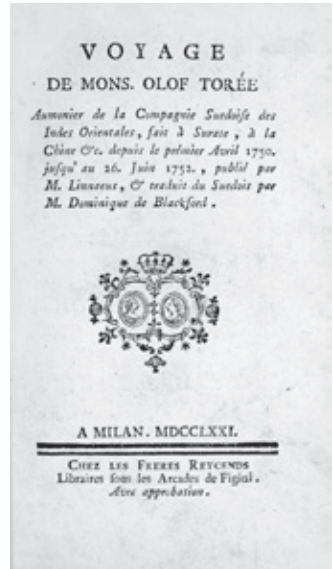 VOYAGE
DE MONS. OLOF TORÉE
Aumonier de la Compagnie Suedoise des
Indes Orientales, fait à Surate, à la
Chine &c. depuis le premier Avril 1750.
jusqu'au 26. Juin 1752., publié par
M. Linnaeus, & traduit du Suedois par
M. Dominique de Blackford.
A MILAN. MDCCLXXI.
CHEZ LES FRERES REYCENDS
Libraires sous les Arcades de Figini.
Avec approbation.